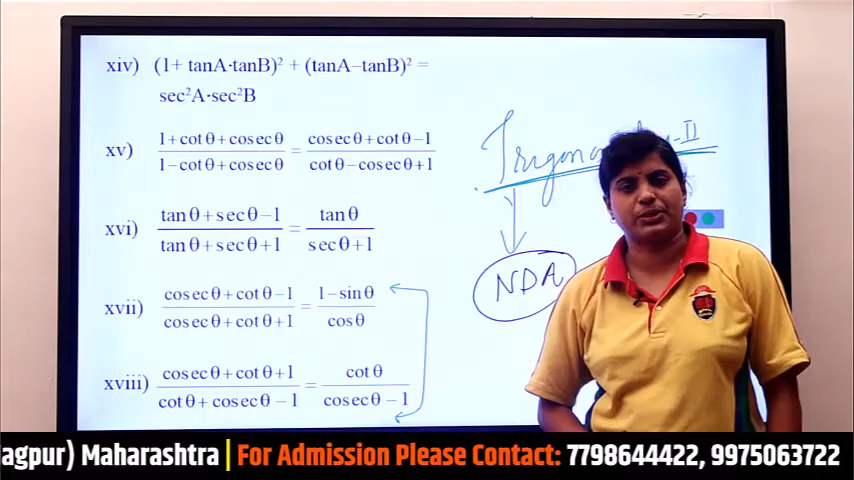 xiv) (1+ tanA·tanB)² + (tanA–tanB)² =
sec²A·sec²B
xv) 1+cotθ+cosecθ / 1–cotθ+cosecθ = cosecθ+cotθ–1 / cotθ–cosecθ+1
xvi) tanθ+secθ–1 / tanθ+secθ+1 = tanθ / secθ+1
xvii) cosecθ+cotθ–1 / cosecθ+cotθ+1 = 1–sinθ / cosθ
xviii) cosecθ+cotθ+1 / cotθ+cosecθ–1 = cotθ / cosecθ–1
-II
NDA
Maharashtra | For Admission Please Contact: 7798644422, 9975063722